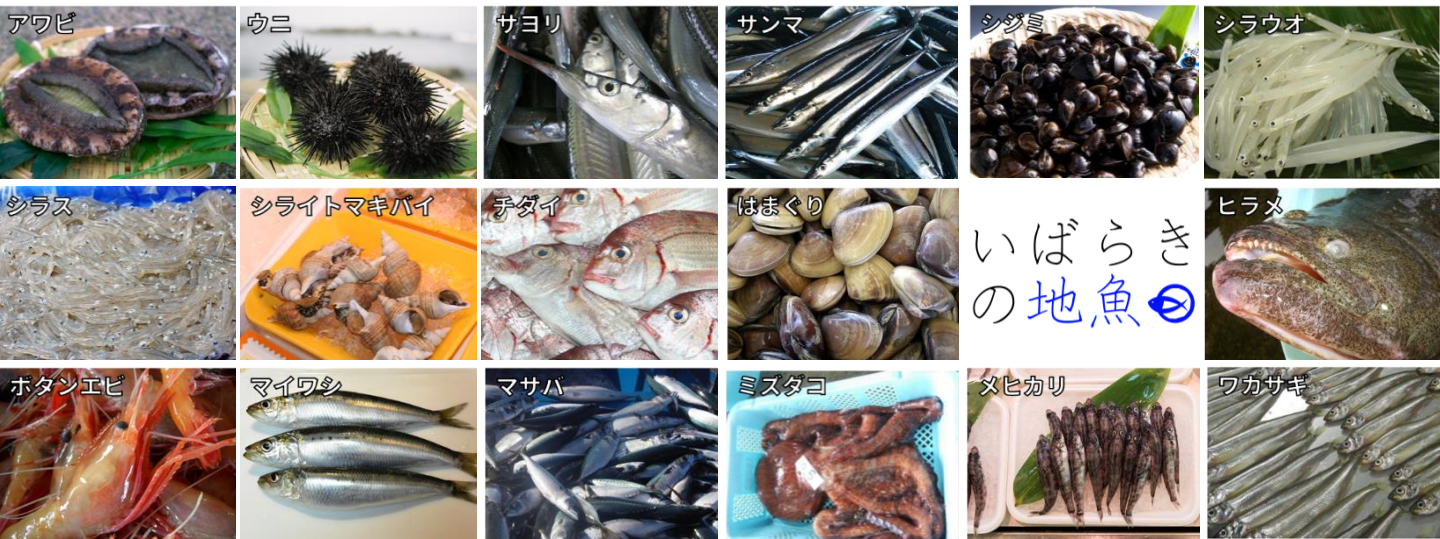 アワビ
ウニ
サヨリ
サンマ
シジミ
シラウオ
シラス
シライトマキバイ
チダイ
はまぐり
いばらき
の地魚
ヒラメ
ボタンエビ
マイワシ
マサバ
ミズダコ
メヒカリ
ワカサギ